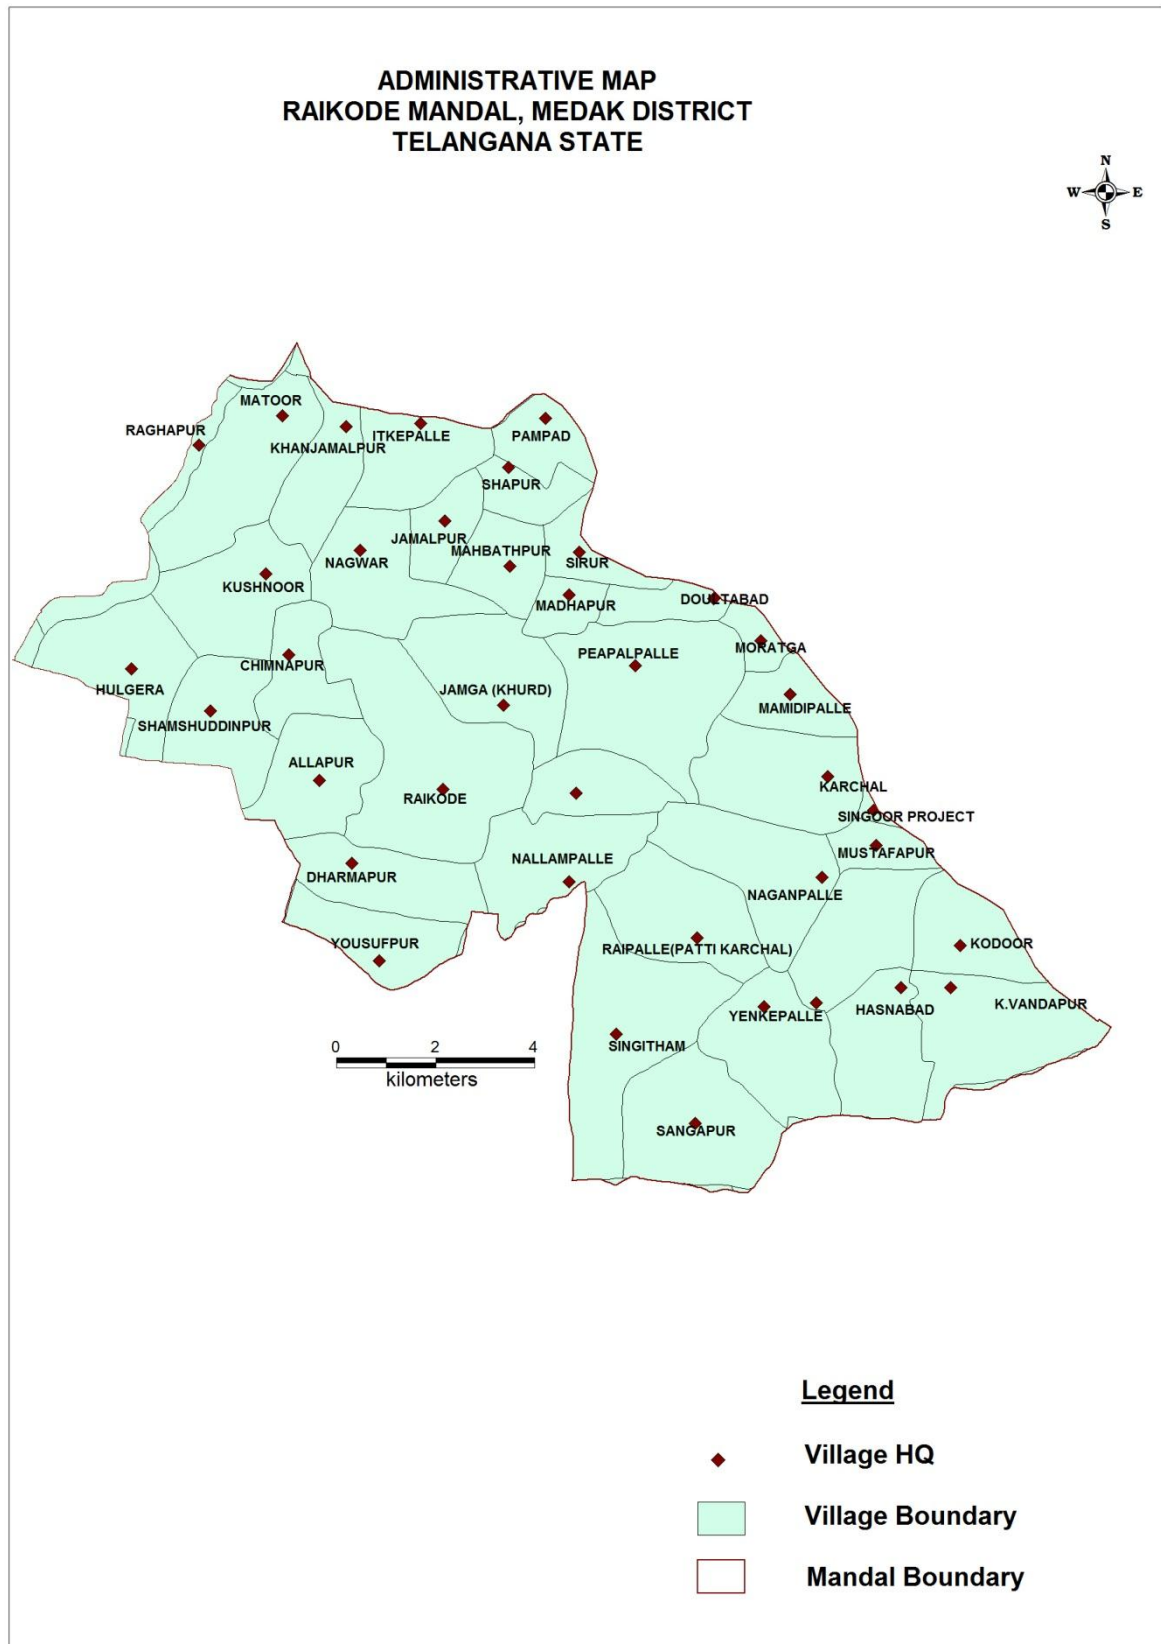 ADMINISTRATIVE MAP
RAIKODE MANDAL, MEDAK DISTRICT
TELANGANA STATE
N
W E
S
MATOOR
RAGHAPUR
KHANJAMALPUR
ITKEPALLE
PAMPAD
SHAPUR
JAMALPUR
NAGWAR
MAHBATHPUR
SIRUR
KUSHNOOR
MADHAPUR
DOULTABAD
MORATGA
CHIMNAPUR
PEAPALPALLE
HULGERA
JAMGA (KHURD)
MAMIDIPALLE
SHAMSHUDDINPUR
ALLAPUR
RAIKODE
KARCHAL
SINGOOR PROJECT
MUSTAFAPUR
NALLAMPALLE
DHARMAPUR
NAGANPALLE
YOUSUFPUR
RAIPALLE(PATTI KARCHAL)
KODOOR
HASNABAD
K.VANDAPUR
YENKEPALLE
SINGITHAM
0 2 4
kilometers
SANGAPUR
Legend
Village HQ
Village Boundary
Mandal Boundary